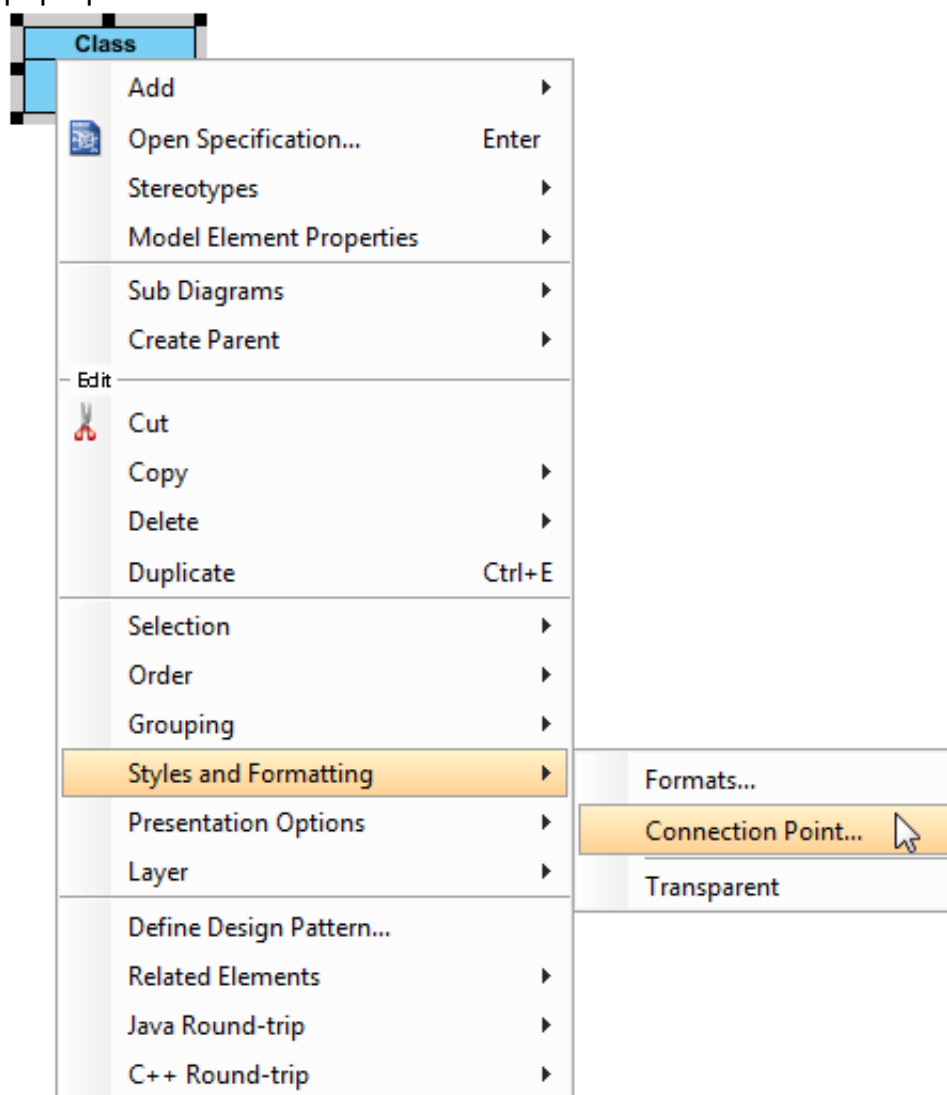 Class
Add
Open Specification... Enter
Stereotypes
Model Element Properties
Sub Diagrams
Create Parent
Edit
Cut
Copy
Delete
Duplicate Ctrl+E
Selection
Order
Grouping
Styles and Formatting
Presentation Options
Layer
Define Design Pattern...
Related Elements
Java Round-trip
C++ Round-trip
Formats...
Connection Point...
Transparent